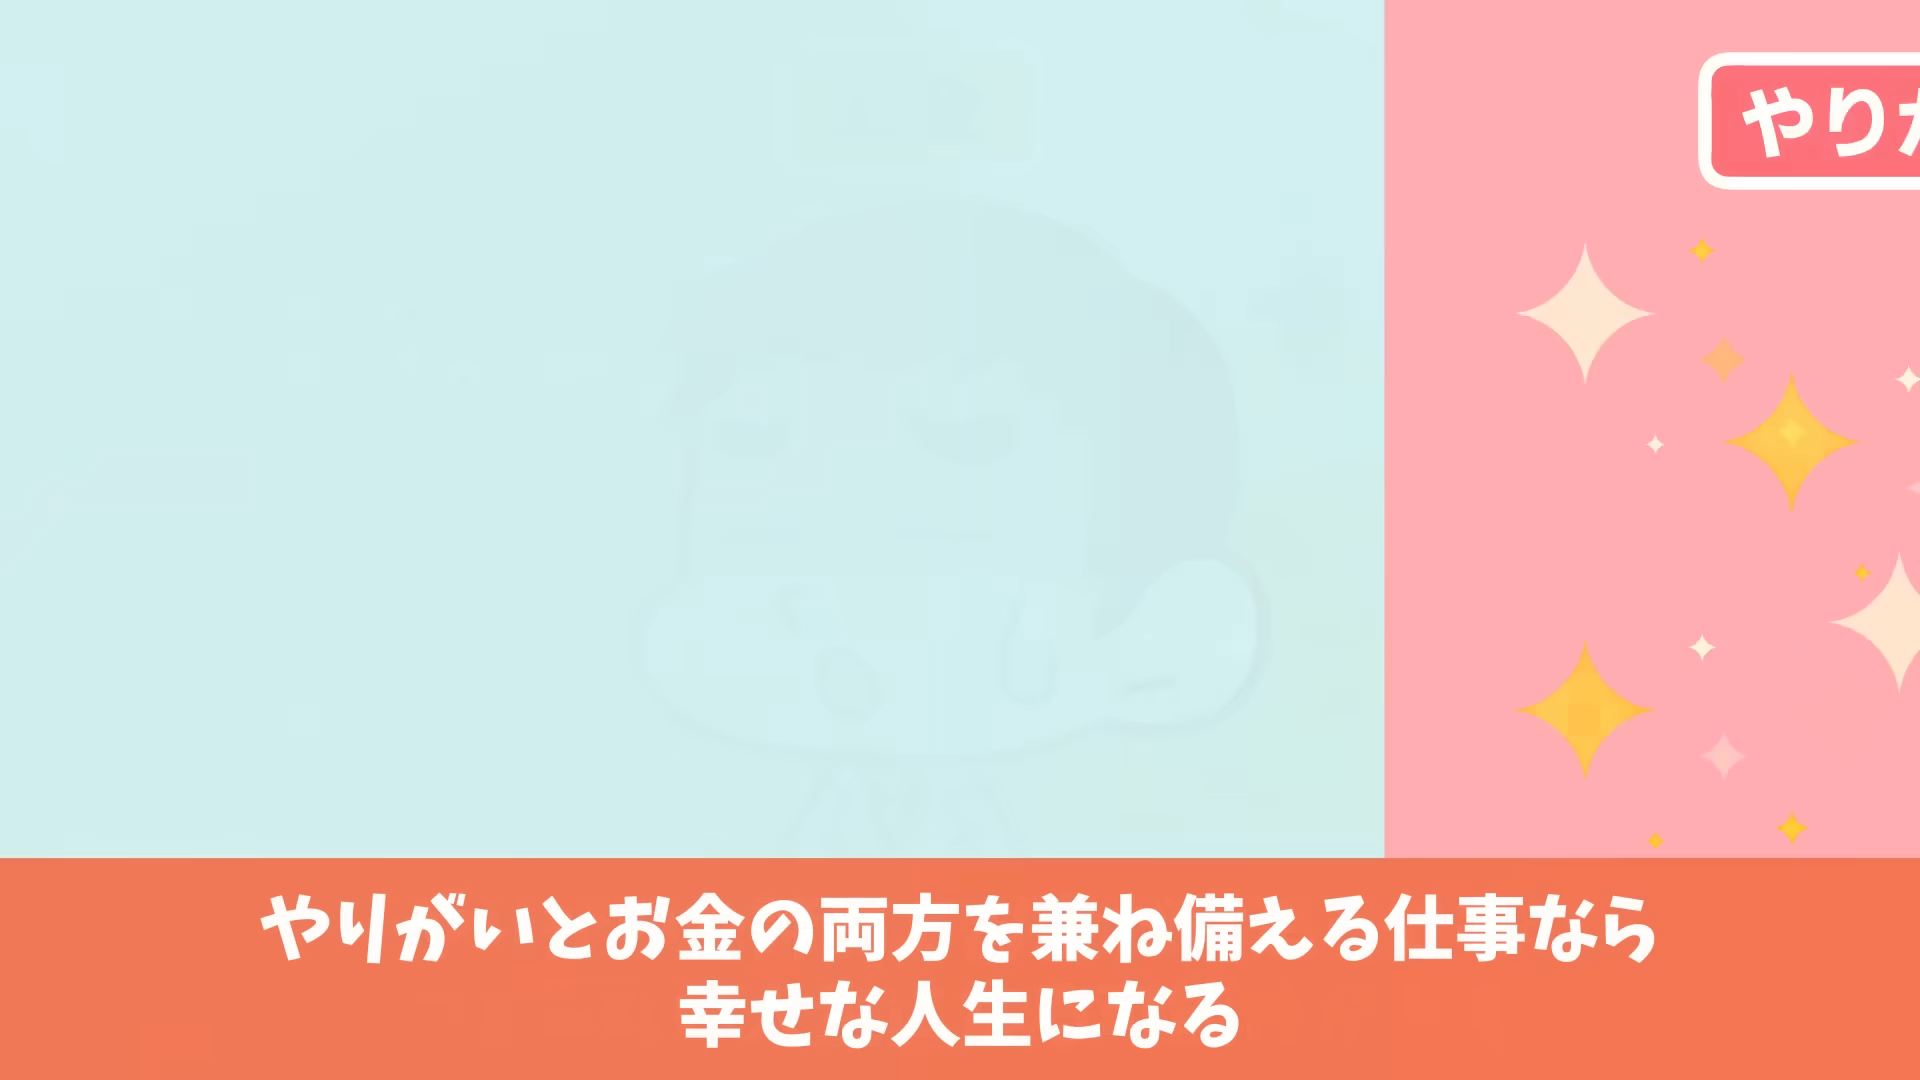 やり
やりがいとお金の両方を兼ね備える仕事なら
幸せな人生になる